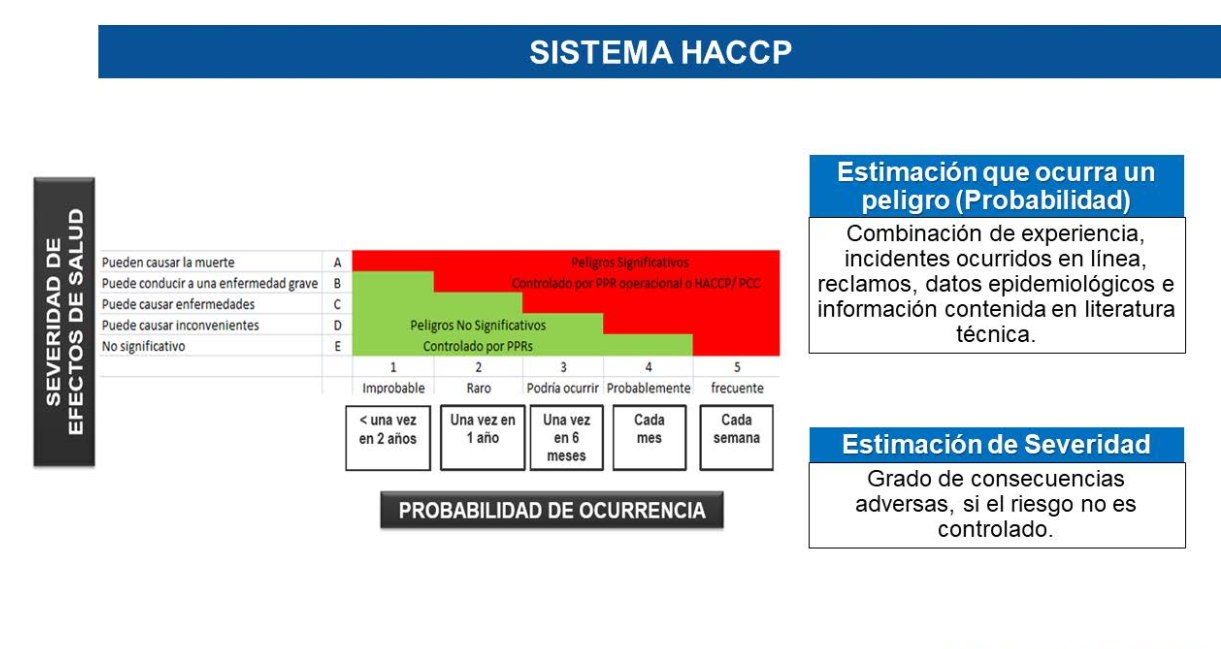 SISTEMA HACCP
SEVERIDAD DE
EFECTOS DE SALUD
Pueden causar la muerte A Peligros Significativos
Puede conducir a una enfermedad grave B Controlado por PPR operacional o HACCP/ PCC
Puede causar enfermedades C
Puede causar inconvenientes D Peligros No Significativos
No significativo E Controlado por PPRs
1 2 3 4 5
Improbable Raro Podría ocurrir Probablemente frecuente
< una vez
en 2 años
Una vez en
1 año
Una vez
en 6
meses
Cada
mes
Cada
semana
PROBABILIDAD DE OCURRENCIA
Estimación que ocurra un
peligro (Probabilidad)
Combinación de experiencia,
incidentes ocurridos en línea,
reclamos, datos epidemiológicos e
información contenida en literatura
técnica.
Estimación de Severidad
Grado de consecuencias
adversas, si el riesgo no es
controlado.